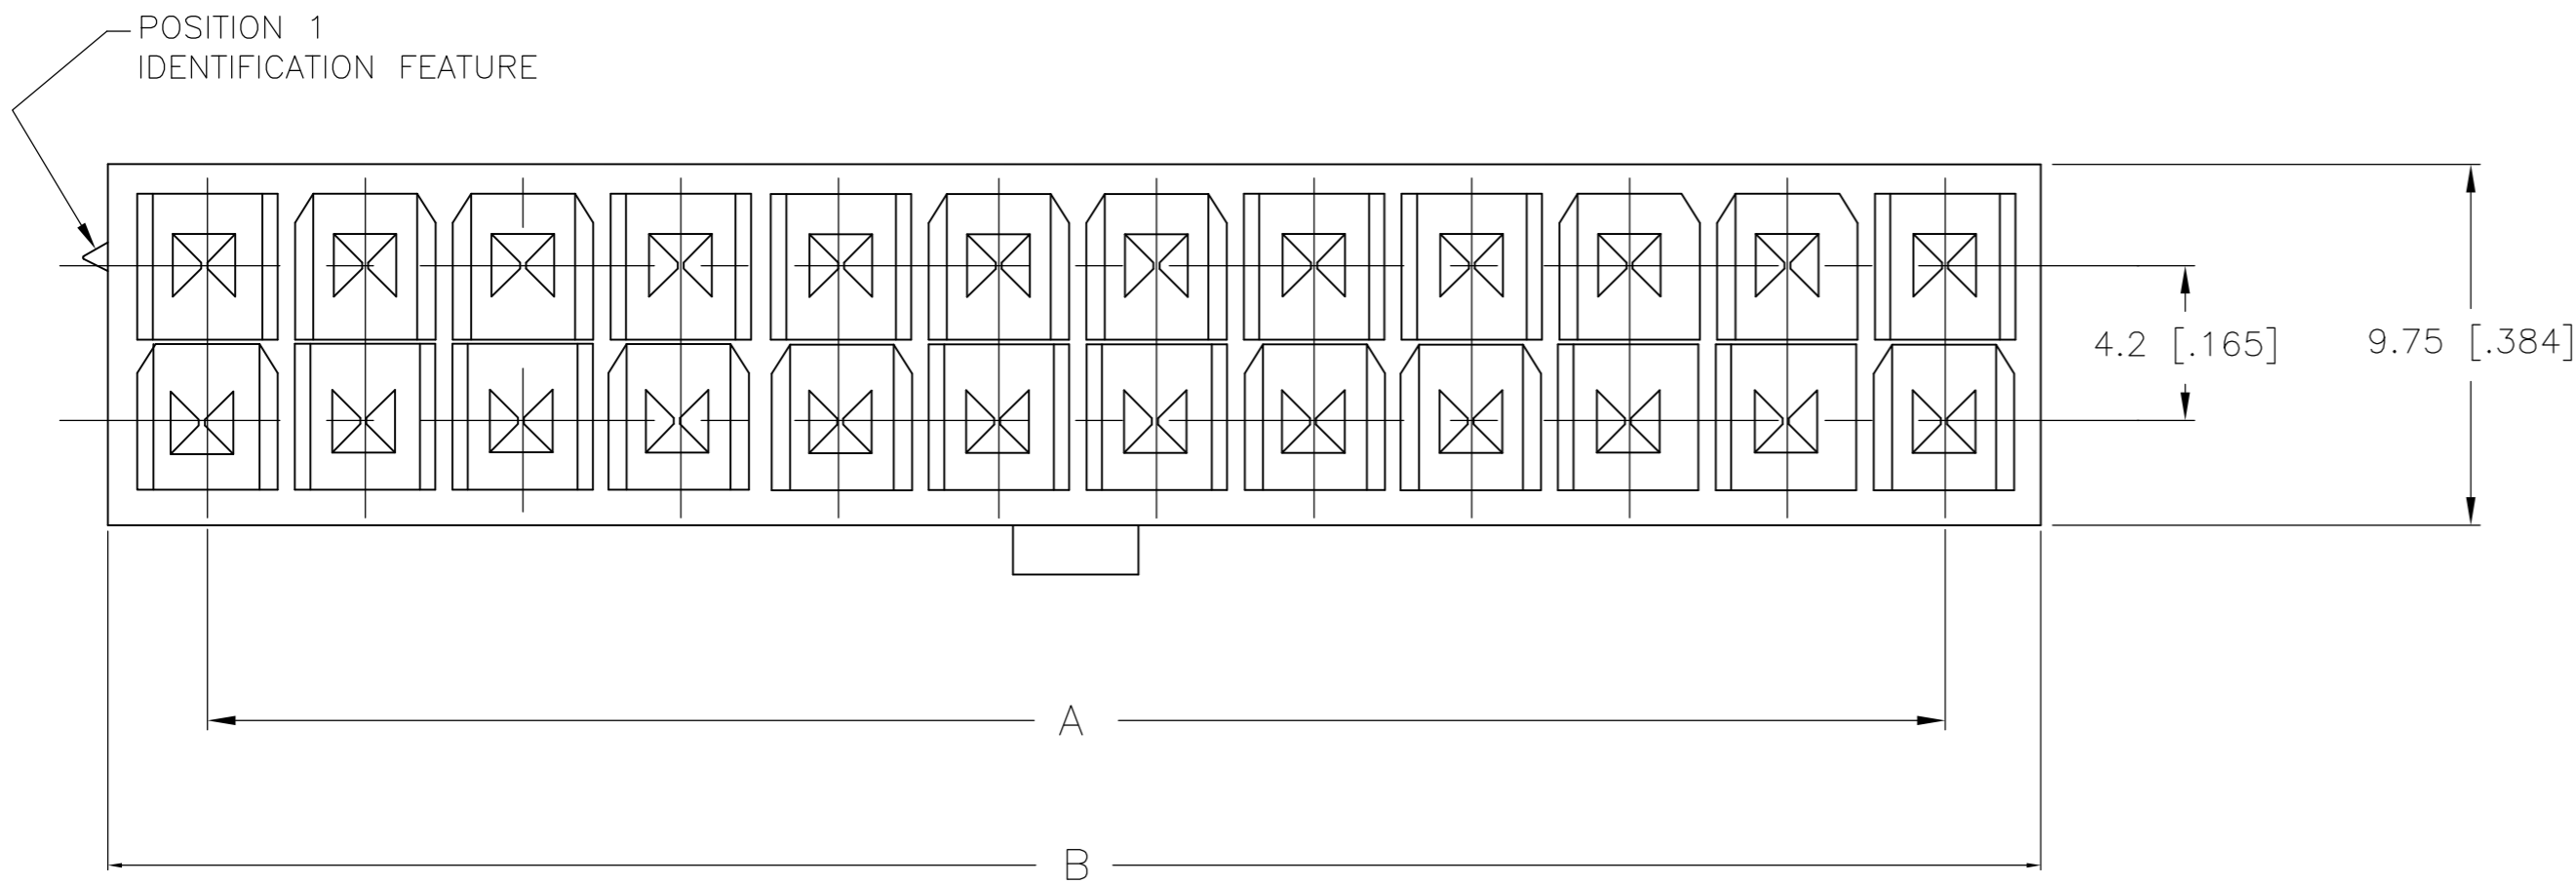 POSITION 1
IDENTIFICATION FEATURE
4.2 [.165]
9.75 [.384]
A
B